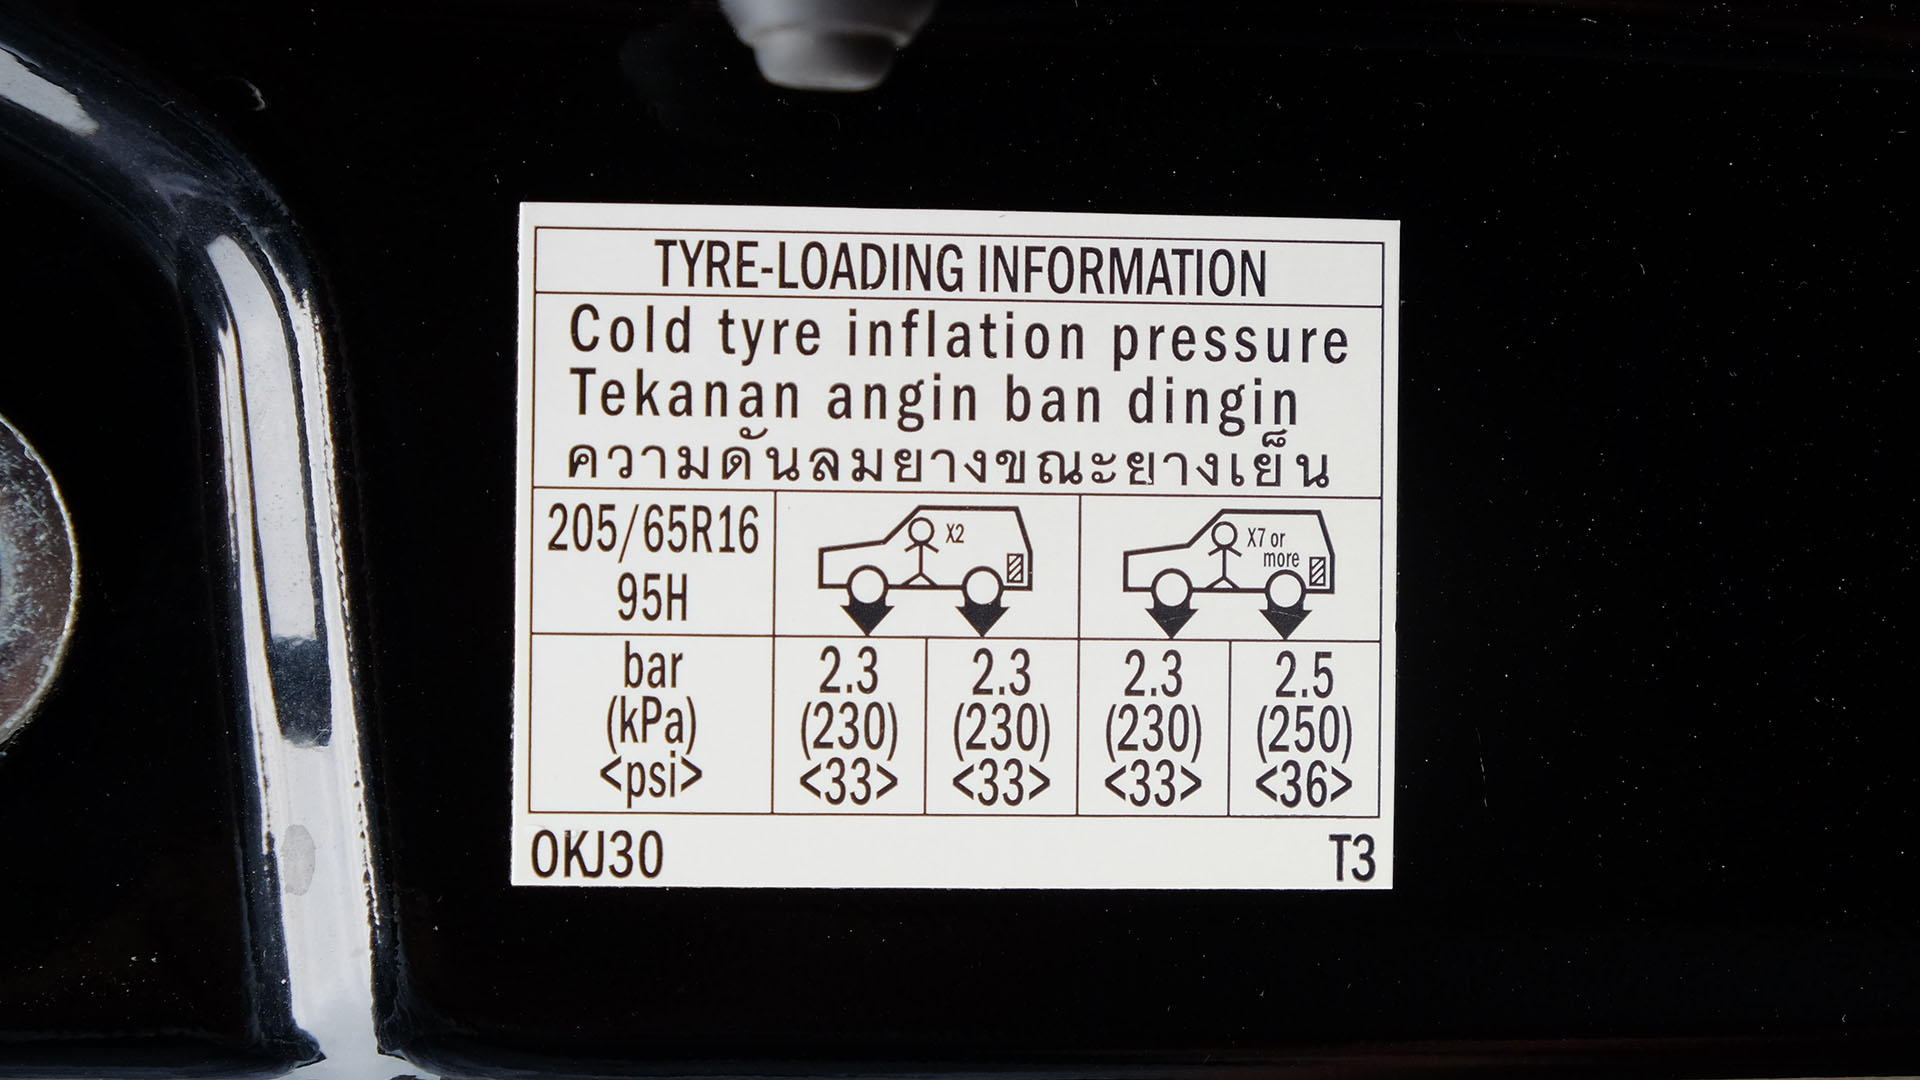 TYRE-LOADING INFORMATION
Cold tyre inflation pressure
Tekanan angin ban dingin
ความดันลมยางขณะยางเย็น
205/65R16
95H
X2
X7 or
more
bar 2.3 2.3 2.3 2.5
(kPa) (230) (230) (230) (250)
<psi> <33> <33> <33> <36>
0KJ30 T3